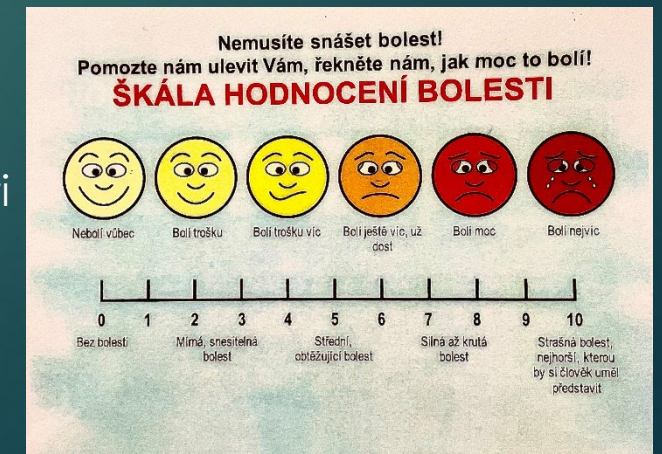 i
Nemusíte snášet bolest!
Pomozte nám ulevit Vám, řekněte nám, jak moc to bolí!
ŠKÁLA HODNOCENÍ BOLESTI
Nebolí vůbec Bolí trošku Bolí trošku víc Bolí ještě víc, už Bolí moc Bolí nejvíc
dost
0 1 2 3 4 5 6 7 8 9 10
Bez bolesti Mírná, snesitelná Střední, Silná až krutá Strašná bolest,
bolest obtěžující bolest bolest nejhorší, kterou
by si člověk uměl
představit